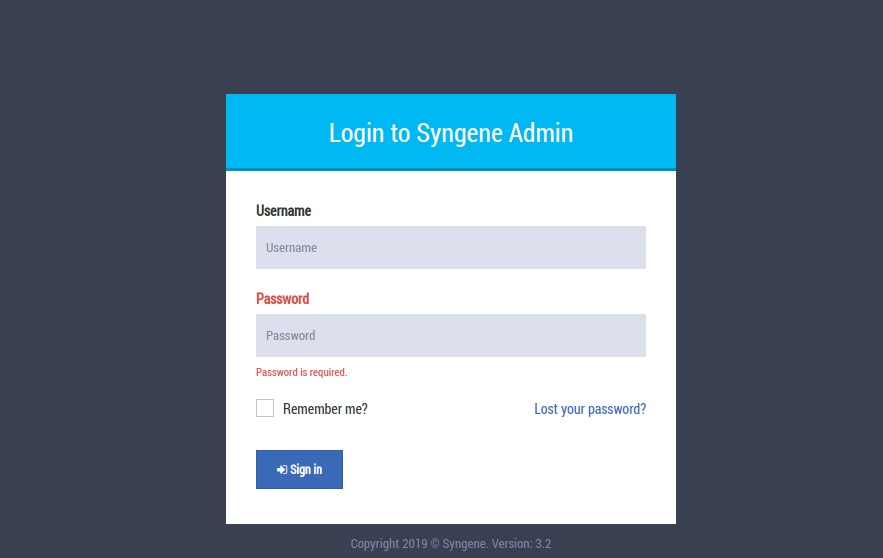 Login to Syngene Admin
Username
Username
Password
Password
Password is required.
Remember me? Lost your password?
Sign in
Copyright 2019 © Syngene. Version: 3.2